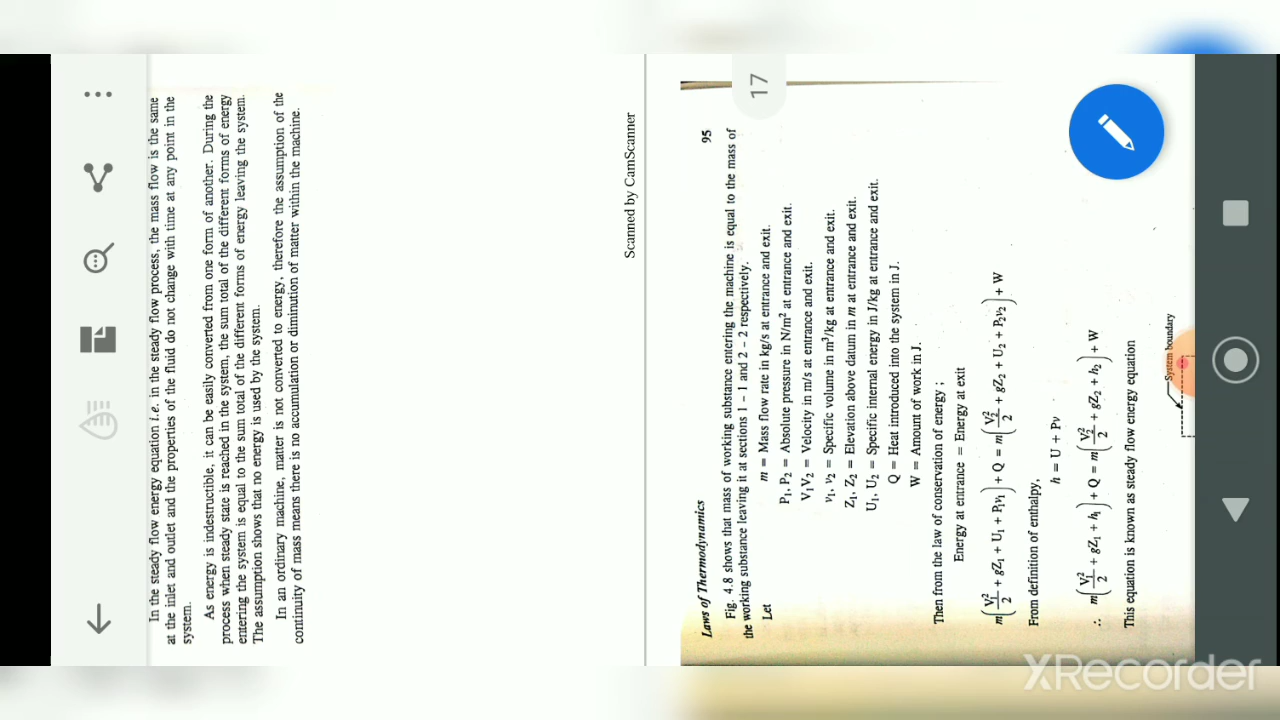 In the steady flow energy equation i.e. in the steady flow process, the mass flow is the same
at the inlet and outlet and the properties of the fluid do not change with time at any point in the
system.
As energy is indestructible, it can be easily converted from one form of another. During the
process when steady state is reached in the system, the sum total of the different forms of energy
entering the system is equal to the sum total of the different forms of energy leaving the system.
The assumption shows that no energy is used by the system.
In an ordinary machine, matter is not converted to energy, therefore the assumption of the
continuity of mass means there is no accumulation or diminution of matter within the machine.
Scanned by CamScanner
17
Laws of Thermodynamics 95
Fig. 4.8 shows that mass of working substance entering the machine is equal to the mass of
the working substance leaving it at sections 1 – 1 and 2 – 2 respectively.
Let m = Mass flow rate in kg/s at entrance and exit.
P₁, P₂ = Absolute pressure in N/m² at entrance and exit.
V₁V₂ = Velocity in m/s at entrance and exit.
v₁, v₂ = Specific volume in m³/kg at entrance and exit.
Z₁, Z₂ = Elevation above datum in m at entrance and exit.
U₁, U₂ = Specific internal energy in J/kg at entrance and exit.
Q = Heat introduced into the system in J.
W = Amount of work in J.
Then from the law of conservation of energy ;
Energy at entrance = Energy at exit
m(V₁²/2 + gZ₁ + U₁ + P₁v₁) + Q = m(V₂²/2 + gZ₂ + U₂ + P₂v₂) + W
From definition of enthalpy,
h = U + Pv
∴ m(V₁²/2 + gZ₁ + h₁) + Q = m(V₂²/2 + gZ₂ + h₂) + W
This equation is known as steady flow energy equation
System boundary
XRecorder